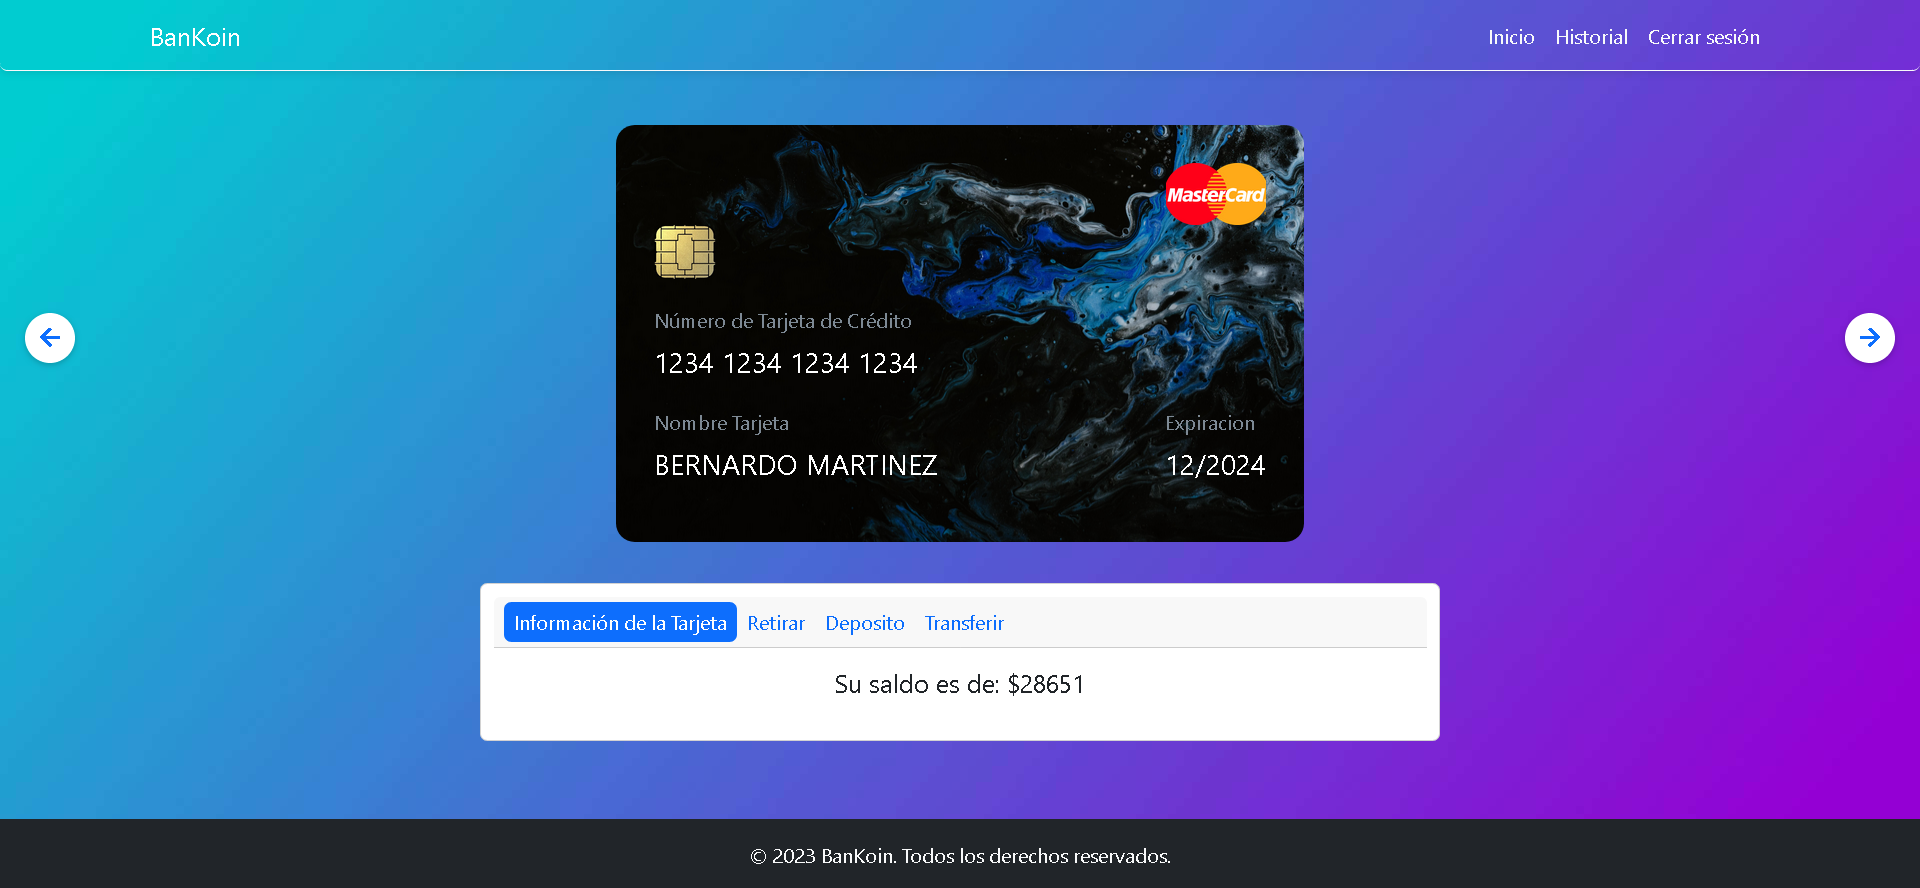 BanKoin
Inicio Historial Cerrar sesión
MasterCard
Número de Tarjeta de Crédito
1234 1234 1234 1234
Nombre Tarjeta Expiracion
BERNARDO MARTINEZ 12/2024
Información de la Tarjeta Retirar Deposito Transferir
Su saldo es de: $28651
© 2023 BanKoin. Todos los derechos reservados.